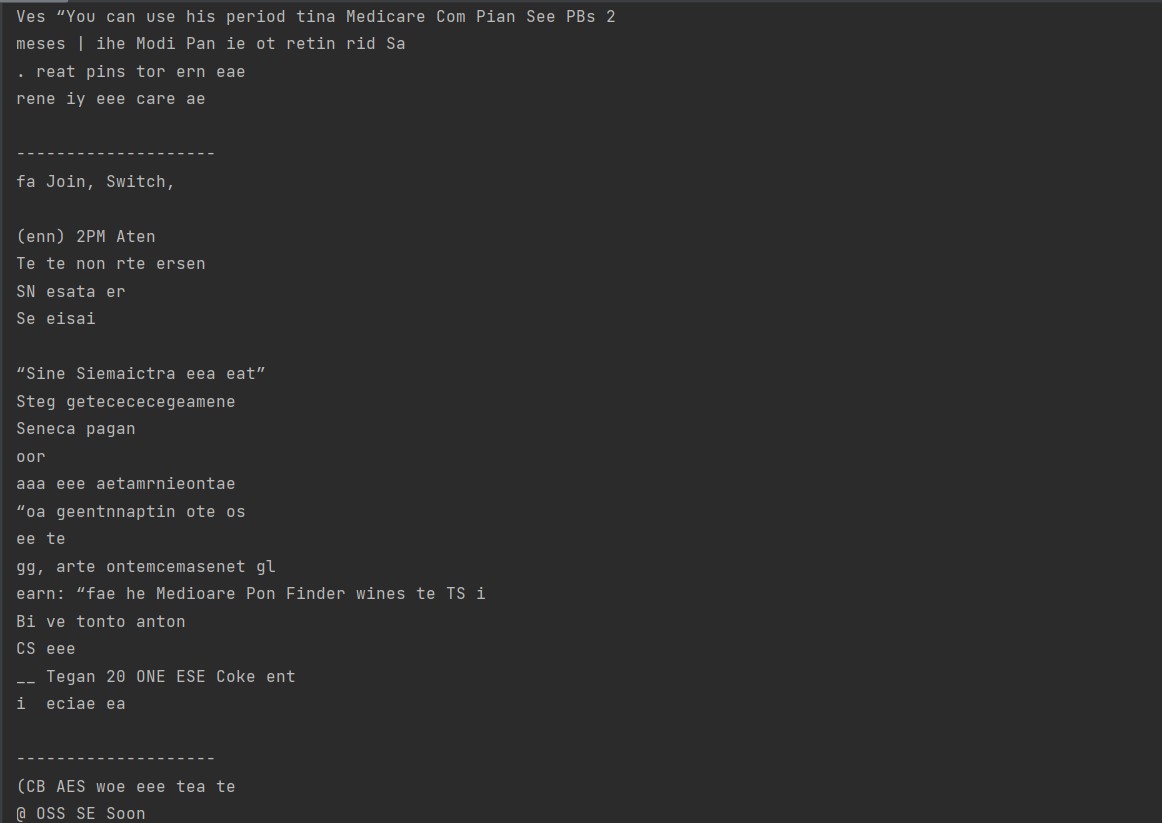 Ves “You can use his period tina Medicare Com Pian See PBs 2
meses | ihe Modi Pan ie ot retin rid Sa
. reat pins tor ern eae
rene iy eee care ae
--------------------
fa Join, Switch,
(enn) 2PM Aten
Te te non rte ersen
SN esata er
Se eisai
“Sine Siemaictra eea eat”
Steg getecececegeamene
Seneca pagan
oor
aaa eee aetamrnieontae
“oa geentnnaptin ote os
ee te
gg, arte ontemcemasenet gl
earn: “fae he Medioare Pon Finder wines te TS i
Bi ve tonto anton
CS eee
__ Tegan 20 ONE ESE Coke ent
i  eciae ea
--------------------
(CB AES woe eee tea te
@ OSS SE Soon